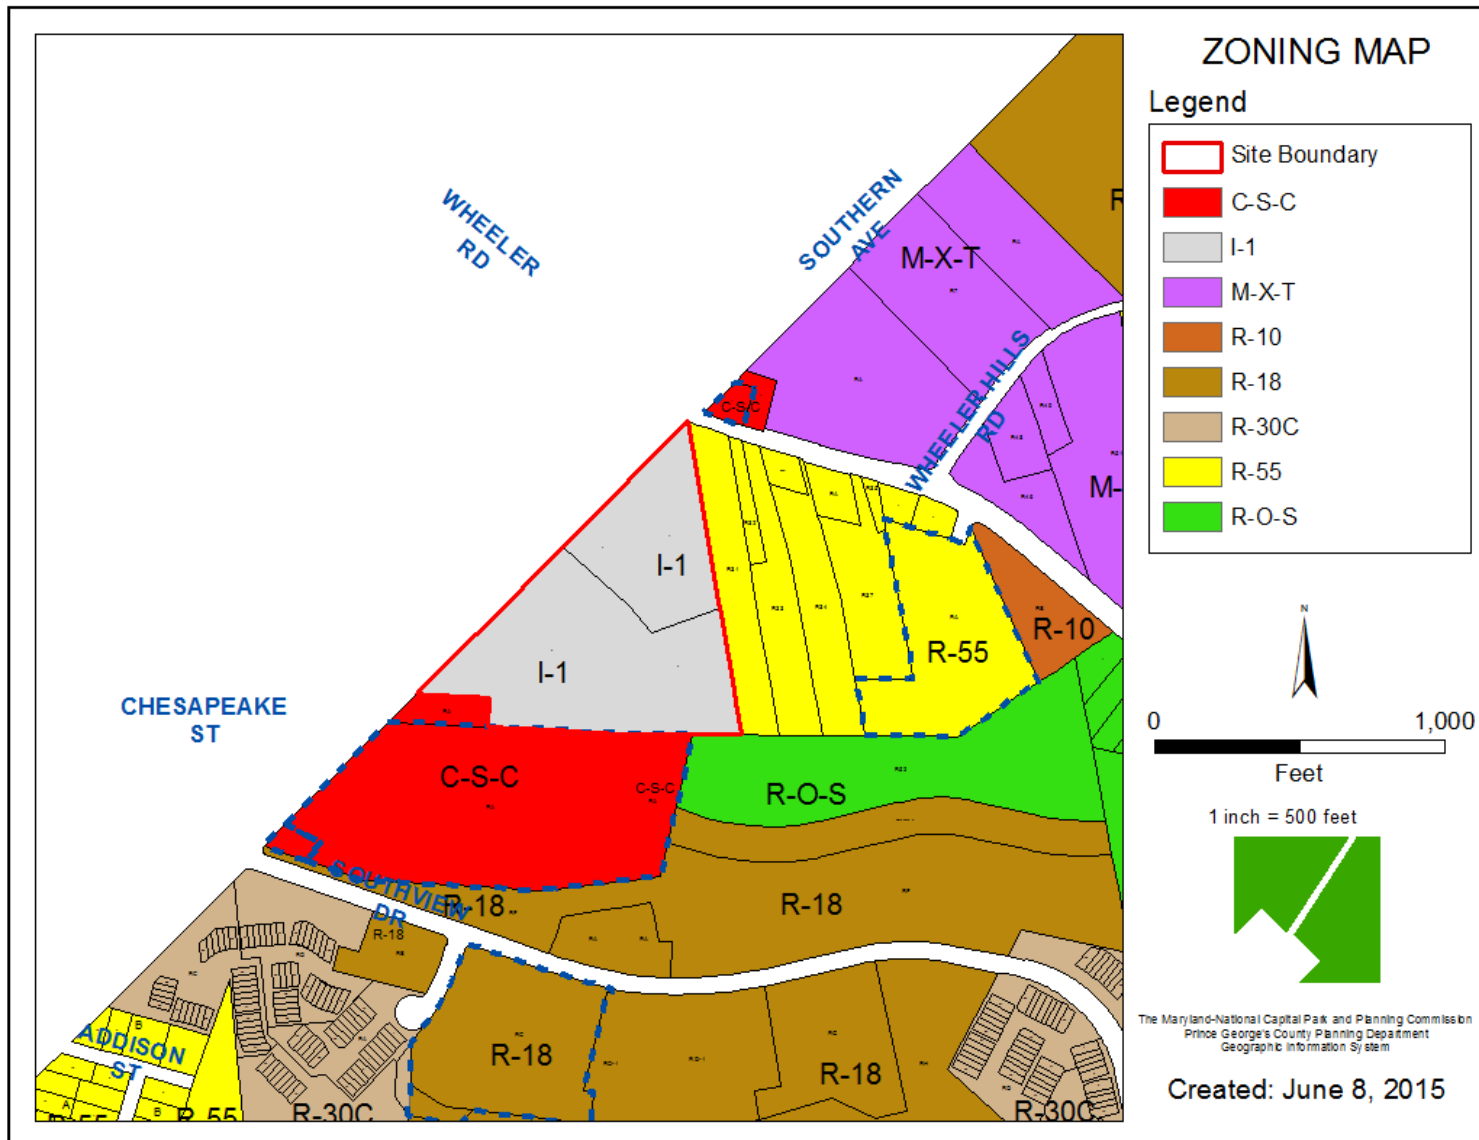 ZONING MAP
Legend
Site Boundary
C-S-C
I-1
M-X-T
R-10
R-18
R-30C
R-55
R-O-S
N
0 1,000
Feet
1 inch = 500 feet
The Maryland-National Capital Park and Planning Commission
Prince George's County Planning Department
Geographic Information System
Created: June 8, 2015
WHEELER
RD
SOUTHERN
AVE
M-X-T
R
C-S-C
WHEELER HILLS
RD
M-
I-1
I-1
R-10
R-55
CHESAPEAKE
ST
C-S-C
C-S-C
R-O-S
SOUTHVIEW
DR
R-18
R-18
R-18
R-18
R-18
ADDISON
ST
B
A
B
R-55
R-55
R-30C
R-30C